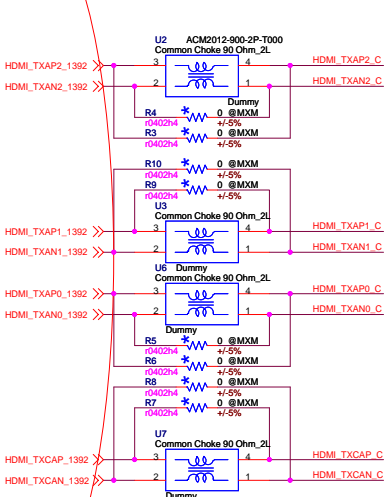 U2 ACM2012-900-2P-T000
Common Choke 90 Ohm_2L
HDMI_TXAP2_1392 3 4 HDMI_TXAP2_C
HDMI_TXAN2_1392 2 1 HDMI_TXAN2_C
Dummy
R4 * 0 @MXM
r0402h4 +/-5%
R3 * 0 @MXM
r0402h4 +/-5%
R10 * 0 @MXM
r0402h4 +/-5%
R9 * 0 @MXM
r0402h4 +/-5%
U3
Common Choke 90 Ohm_2L
HDMI_TXAP1_1392 3 4 HDMI_TXAP1_C
HDMI_TXAN1_1392 2 1 HDMI_TXAN1_C
U6 Dummy
Common Choke 90 Ohm_2L
HDMI_TXAP0_1392 3 4 HDMI_TXAP0_C
HDMI_TXAN0_1392 2 1 HDMI_TXAN0_C
Dummy
R5 * 0 @MXM
r0402h4 +/-5%
R6 * 0 @MXM
r0402h4 +/-5%
R8 * 0 @MXM
r0402h4 +/-5%
R7 * 0 @MXM
r0402h4 +/-5%
U7
Common Choke 90 Ohm_2L
HDMI_TXCAP_1392 3 4 HDMI_TXCAP_C
HDMI_TXCAN_1392 2 1 HDMI_TXCAN_C
Dummy